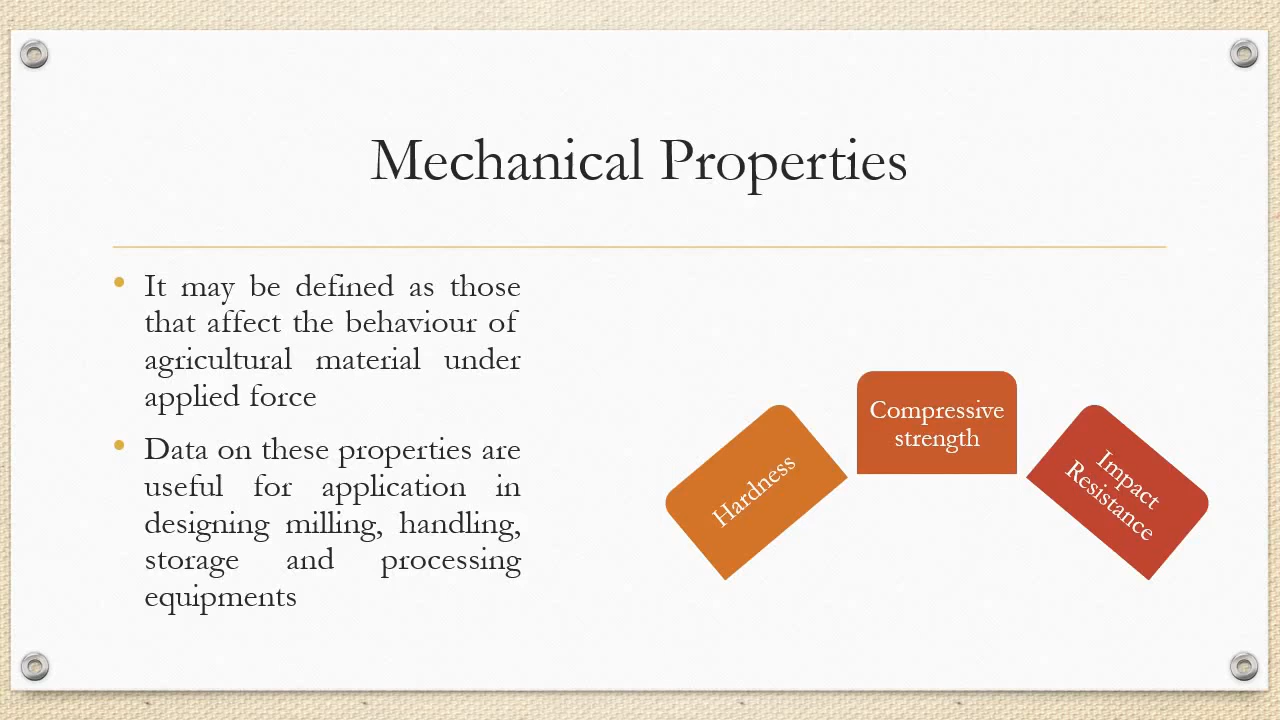 Mechanical Properties
• It may be defined as those
that affect the behaviour of
agricultural material under
applied force
• Data on these properties are
useful for application in
designing milling, handling,
storage and processing
equipments
Hardness
Compressive
strength
Impact
Resistance